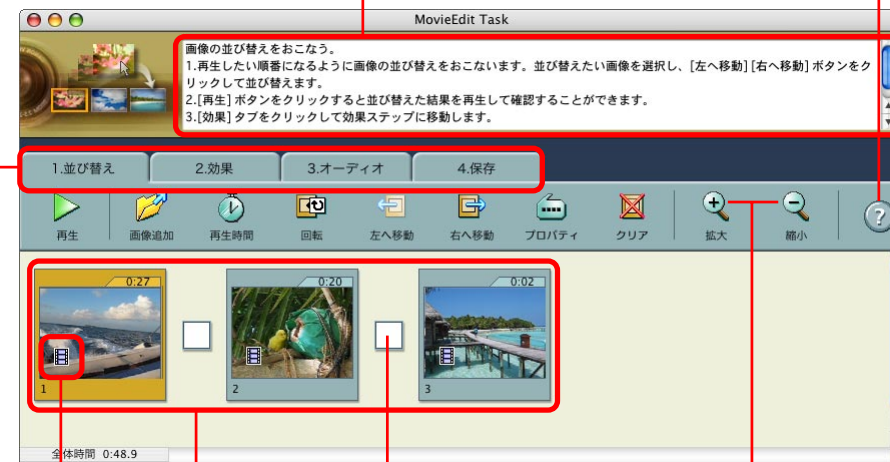 MovieEdit Task
画像の並び替えをおこなう。
1.再生したい順番になるように画像の並び替えをおこないます。並び替えたい画像を選択し、[左へ移動] [右へ移動] ボタンをク
リックして並び替えます。
2.[再生] ボタンをクリックすると並び替えた結果を再生して確認することができます。
3.[効果] タブをクリックして効果ステップに移動します。
1.並び替え 2.効果 3.オーディオ 4.保存
再生 画像追加 再生時間 回転 左へ移動 右へ移動 プロパティ クリア 拡大 縮小 ?
0:27 0:20 0:02
1 2 3
全体時間 0:48.9